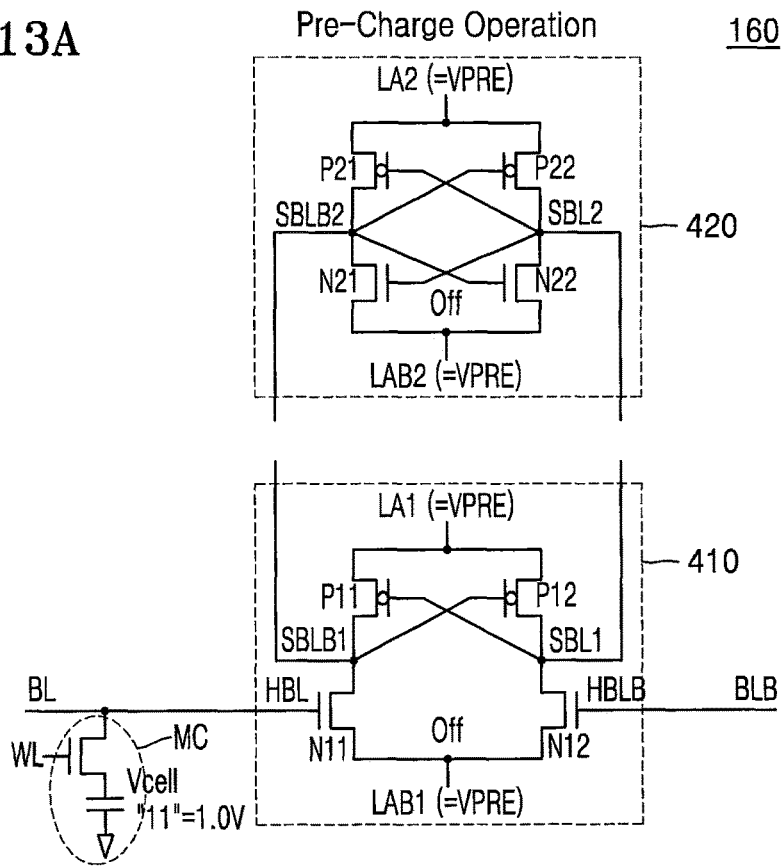 13A
Pre-Charge Operation
160
LA2 (=VPRE)
P21
P22
SBLB2
SBL2
420
N21
N22
Off
LAB2 (=VPRE)
LA1 (=VPRE)
410
P11
P12
SBLB1
SBL1
BL
HBL
HBLB
BLB
MC
Off
N11
N12
WL
Vcell
"11"=1.0V
LAB1 (=VPRE)